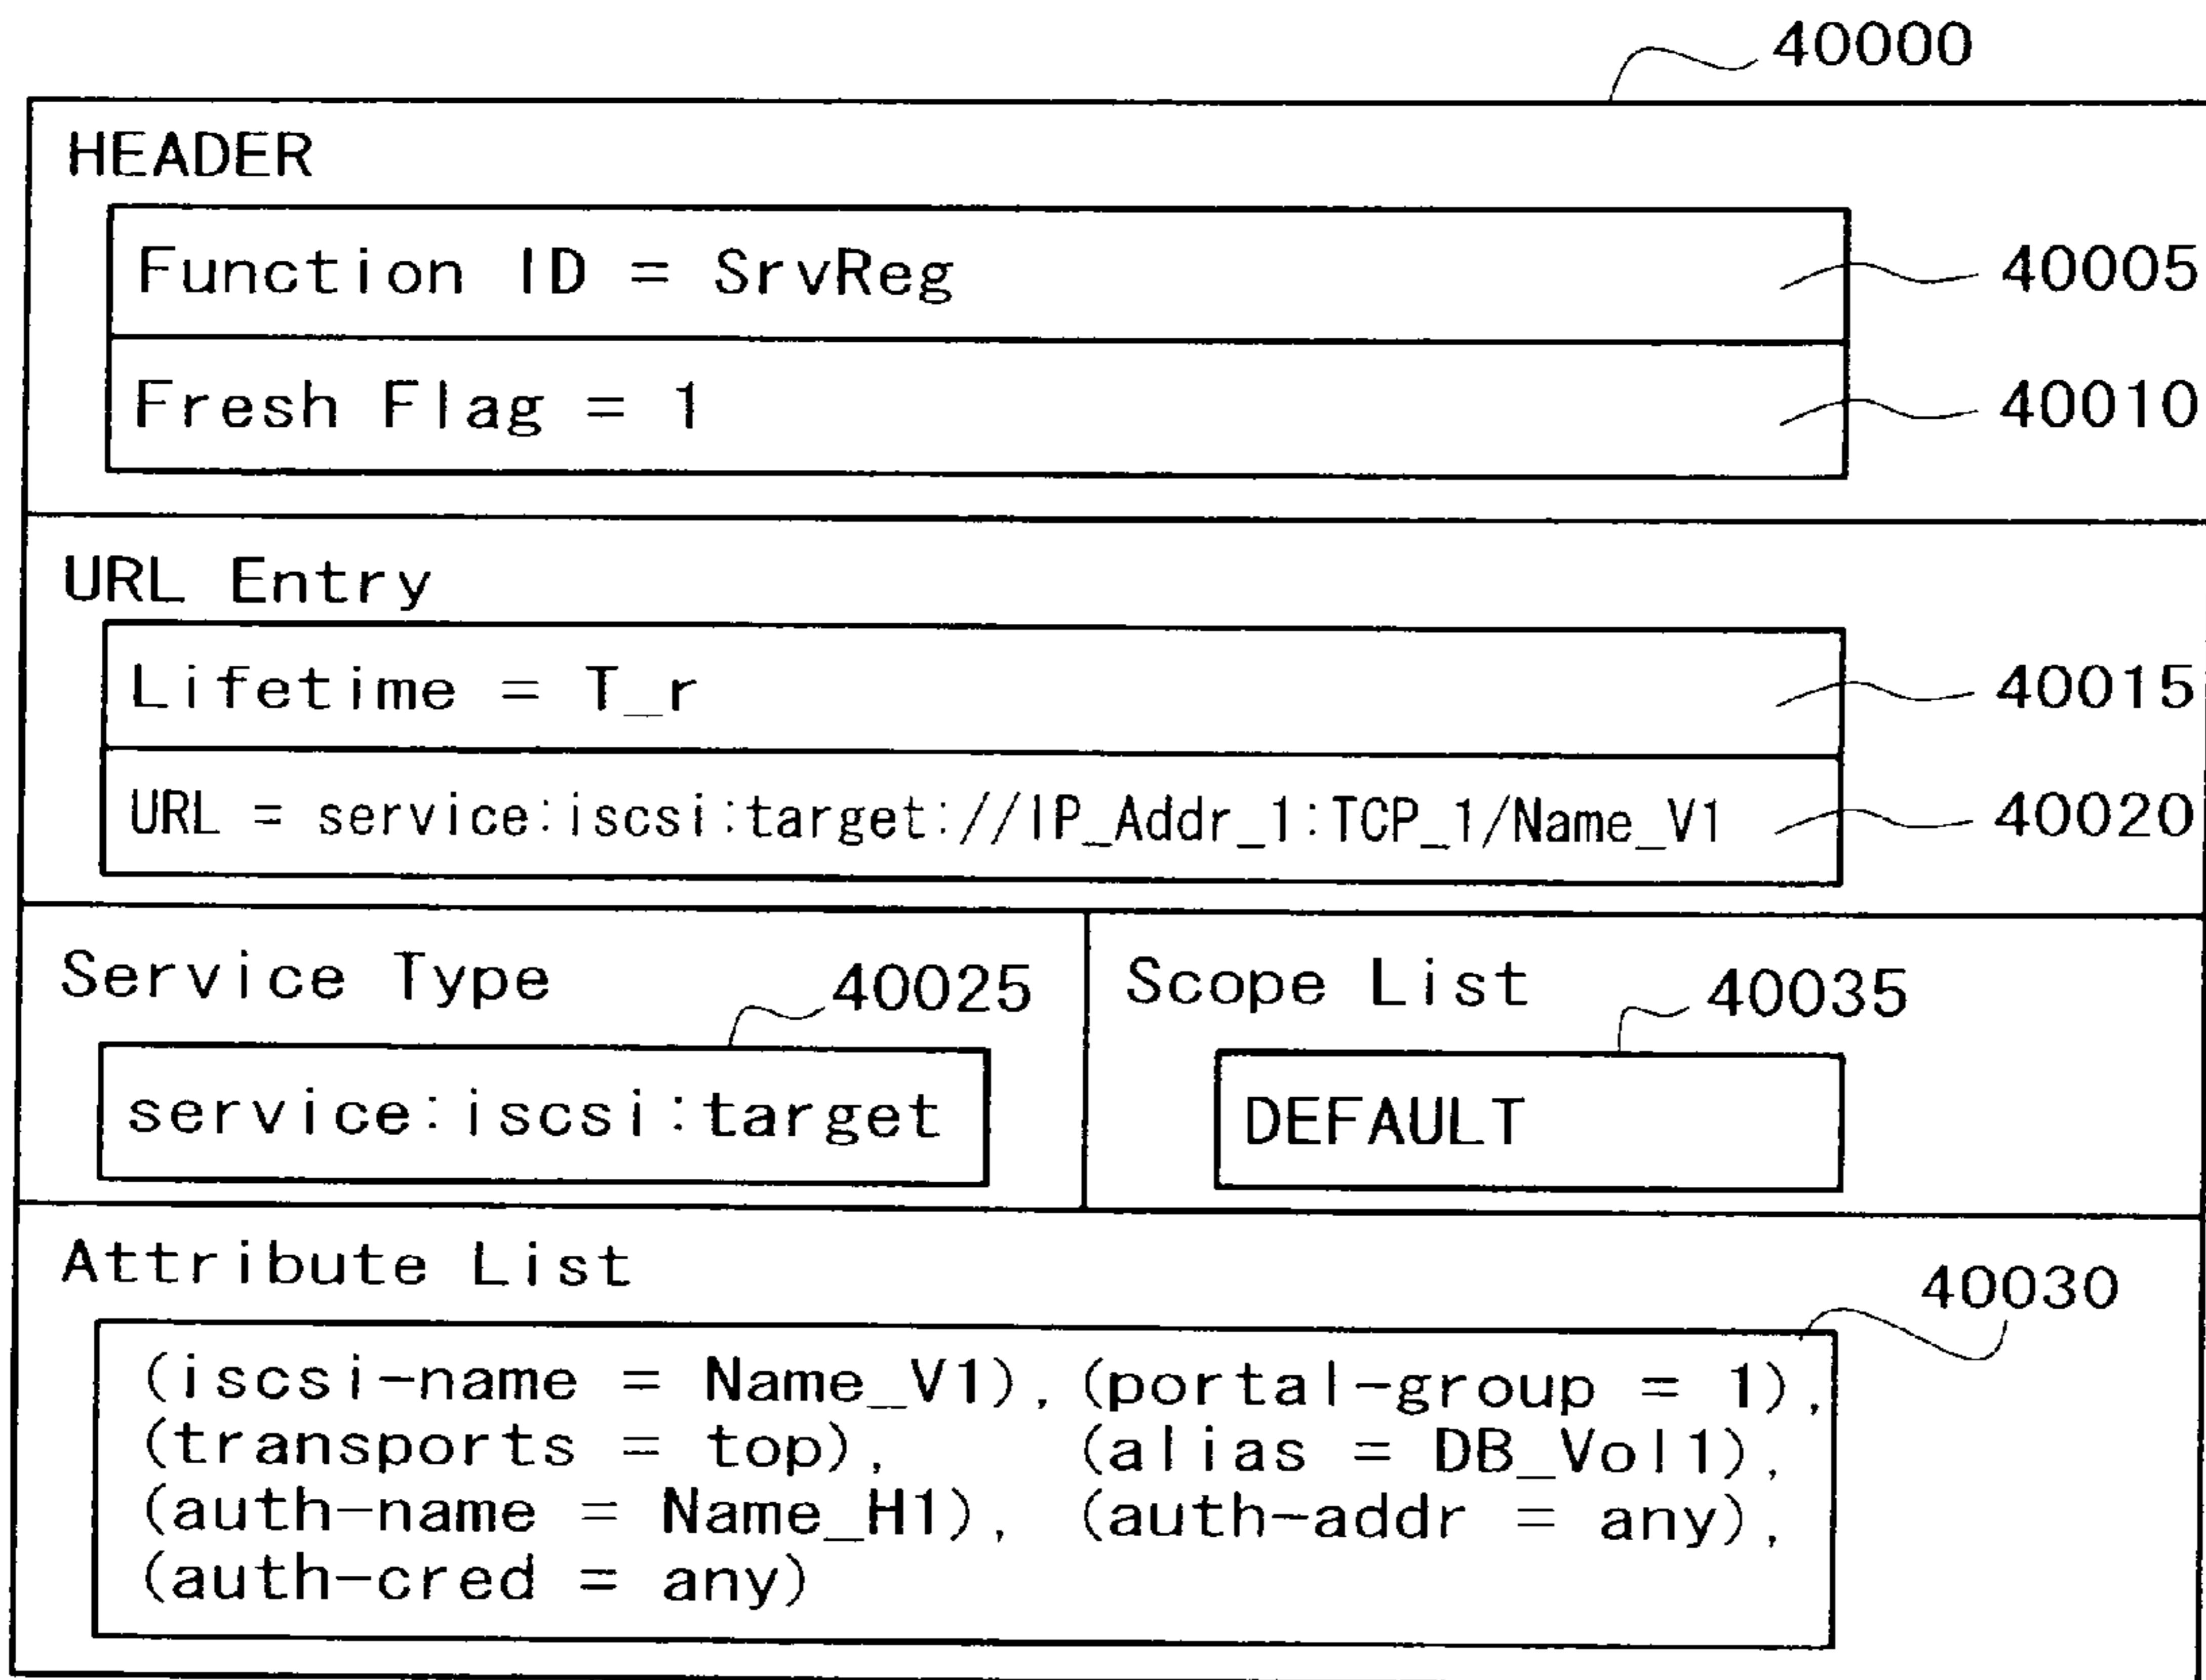 40000
HEADER
Function ID = SrvReg 40005
Fresh Flag = 1 40010
URL Entry
Lifetime = T_r 40015
URL = service:iscsi:target://IP_Addr_1:TCP_1/Name_V1 40020
Service Type 40025
service:iscsi:target
Scope List 40035
DEFAULT
Attribute List 40030
(iscsi-name = Name_V1), (portal-group = 1),
(transports = top), (alias = DB_Vol1),
(auth-name = Name_H1), (auth-addr = any),
(auth-cred = any)